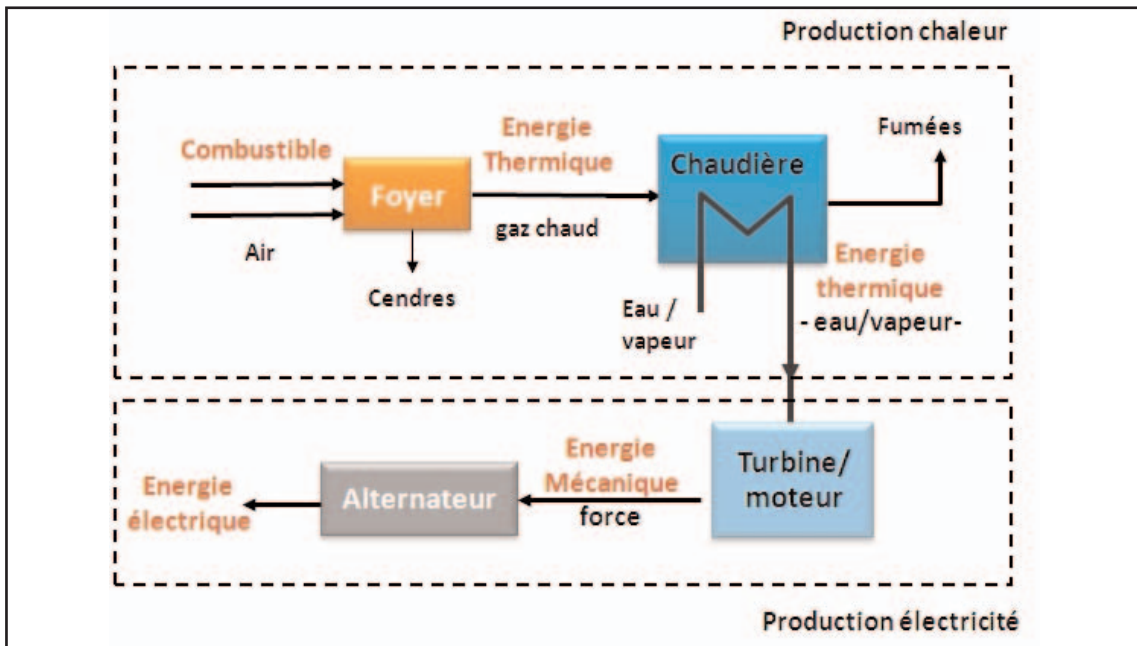 Production chaleur
Combustible
Air
Foyer
Cendres
Energie
Thermique
gaz chaud
Chaudière
Fumées
Eau /
vapeur
Energie
thermique
- eau/vapeur-
Turbine/
moteur
Energie
Mécanique
force
Alternateur
Energie
électrique
Production électricité